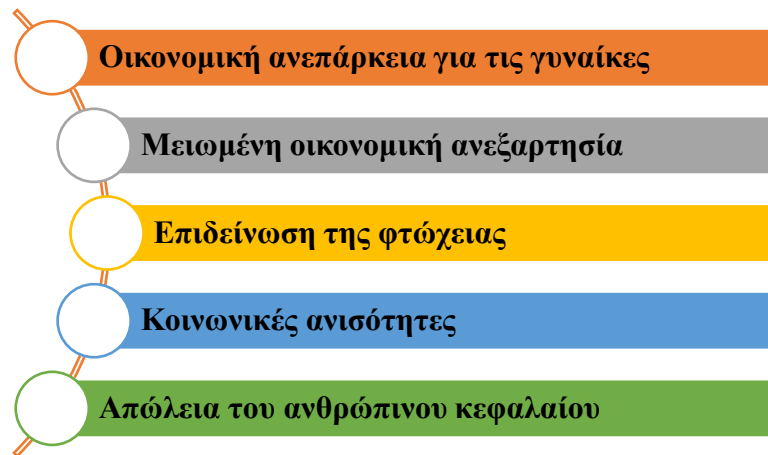 Οικονομική ανεπάρκεια για τις γυναίκες
Μειωμένη οικονομική ανεξαρτησία
Επιδείνωση της φτώχειας
Κοινωνικές ανισότητες
Απώλεια του ανθρώπινου κεφαλαίου